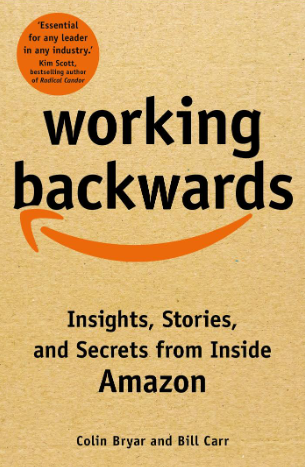 'Essential
for any leader
in any industry.'
Kim Scott,
bestselling author
of Radical Candor
working
backwards
Insights, Stories,
and Secrets from Inside
Amazon
Colin Bryar and Bill Carr